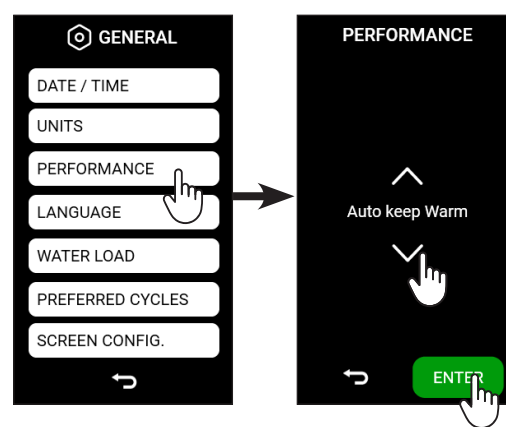 GENERAL
DATE / TIME
UNITS
PERFORMANCE
LANGUAGE
WATER LOAD
PREFERRED CYCLES
SCREEN CONFIG.
PERFORMANCE
Auto keep Warm
ENTER